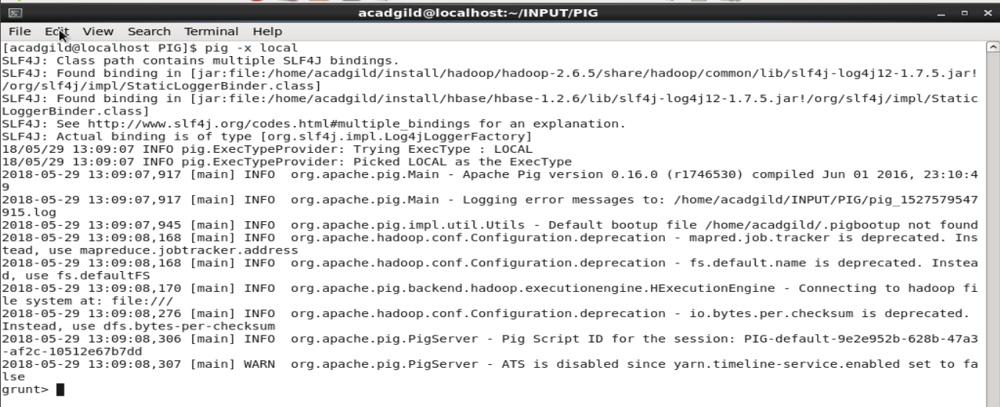 acadgild@localhost:~/INPUT/PIG
File Edit View Search Terminal Help
[acadgild@localhost PIG]$ pig -x local
SLF4J: Class path contains multiple SLF4J bindings.
SLF4J: Found binding in [jar:file:/home/acadgild/install/hadoop/hadoop-2.6.5/share/hadoop/common/lib/slf4j-log4j12-1.7.5.jar!
/org/slf4j/impl/StaticLoggerBinder.class]
SLF4J: Found binding in [jar:file:/home/acadgild/install/hbase/hbase-1.2.6/lib/slf4j-log4j12-1.7.5.jar!/org/slf4j/impl/Static
LoggerBinder.class]
SLF4J: See http://www.slf4j.org/codes.html#multiple_bindings for an explanation.
SLF4J: Actual binding is of type [org.slf4j.impl.Log4jLoggerFactory]
18/05/29 13:09:07 INFO pig.ExecTypeProvider: Trying ExecType : LOCAL
18/05/29 13:09:07 INFO pig.ExecTypeProvider: Picked LOCAL as the ExecType
2018-05-29 13:09:07,917 [main] INFO  org.apache.pig.Main - Apache Pig version 0.16.0 (r1746530) compiled Jun 01 2016, 23:10:4
9
2018-05-29 13:09:07,917 [main] INFO  org.apache.pig.Main - Logging error messages to: /home/acadgild/INPUT/PIG/pig_1527579547
915.log
2018-05-29 13:09:07,945 [main] INFO  org.apache.pig.impl.util.Utils - Default bootup file /home/acadgild/.pigbootup not found
2018-05-29 13:09:08,168 [main] INFO  org.apache.hadoop.conf.Configuration.deprecation - mapred.job.tracker is deprecated. Ins
tead, use mapreduce.jobtracker.address
2018-05-29 13:09:08,168 [main] INFO  org.apache.hadoop.conf.Configuration.deprecation - fs.default.name is deprecated. Instea
d, use fs.defaultFS
2018-05-29 13:09:08,170 [main] INFO  org.apache.pig.backend.hadoop.executionengine.HExecutionEngine - Connecting to hadoop fi
le system at: file:///
2018-05-29 13:09:08,276 [main] INFO  org.apache.hadoop.conf.Configuration.deprecation - io.bytes.per.checksum is deprecated.
Instead, use dfs.bytes-per-checksum
2018-05-29 13:09:08,306 [main] INFO  org.apache.pig.PigServer - Pig Script ID for the session: PIG-default-9e2e952b-628b-47a3
-af2c-10512e67b7dd
2018-05-29 13:09:08,307 [main] WARN  org.apache.pig.PigServer - ATS is disabled since yarn.timeline-service.enabled set to fa
lse
grunt>